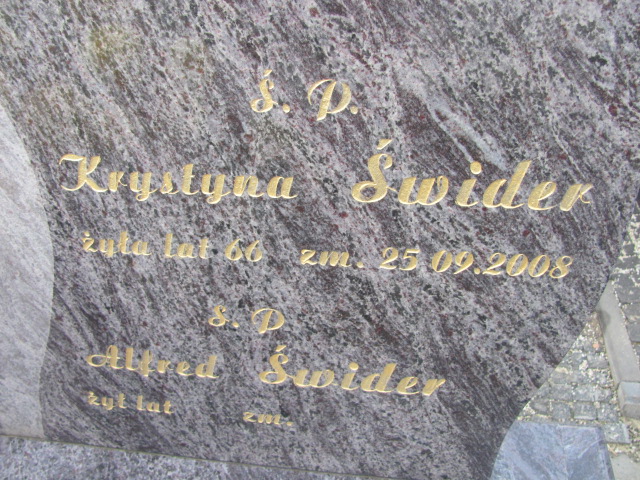 Ś. P.
Krystyna Świder
żyła lat 66 zm. 25 09.2008
ś. P
Alfred Świder
żył lat zm.